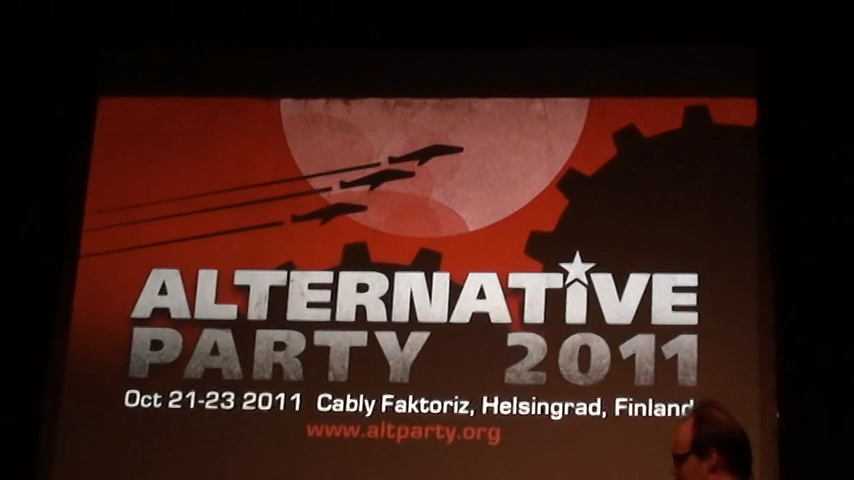 ALTERNATIVE
PARTY 2011
Oct 21-23 2011 Cably Faktoriz, Helsingrad, Finland
www.altparty.org